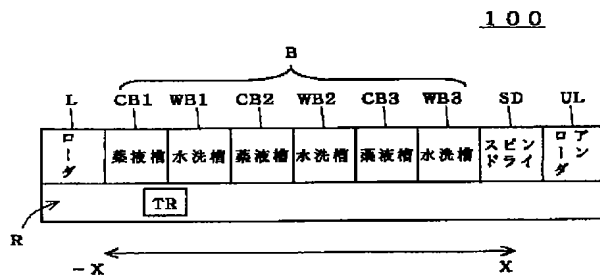 100
B
L CB1 WB1 CB2 WB2 CB3 WB3 SD UL
ローダ 薬液槽 水洗槽 薬液槽 水洗槽 薬液槽 水洗槽 スピンドライ アンローダ
TR
R
-X X